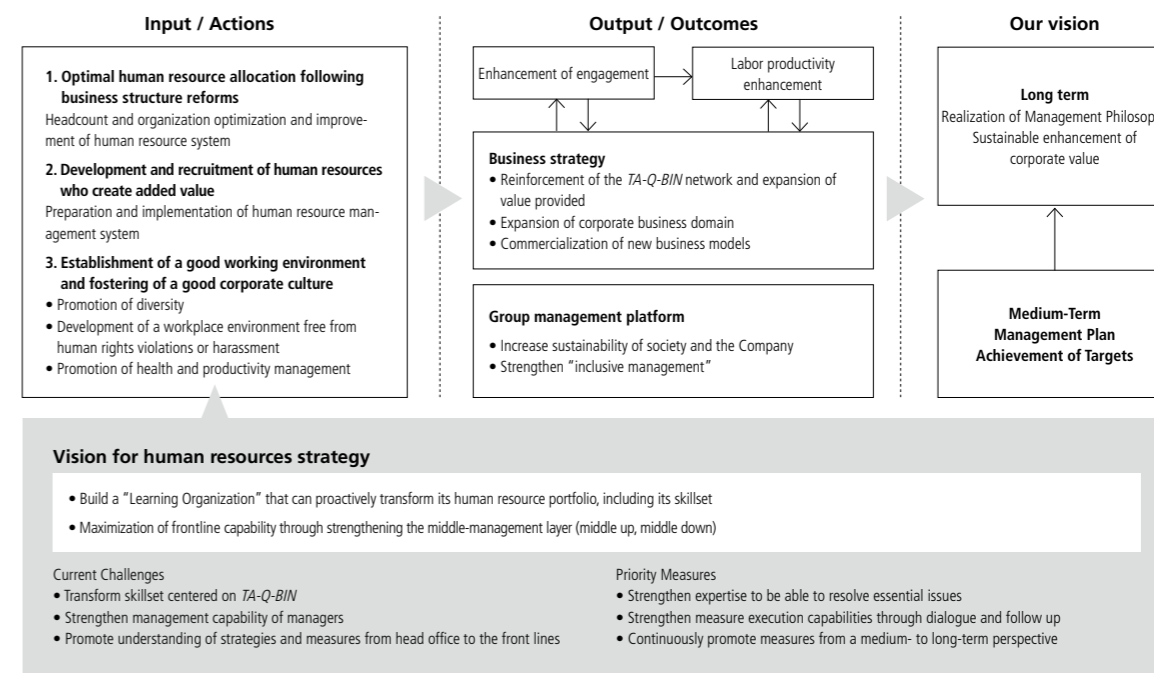 Input / Actions
1. Optimal human resource allocation following
business structure reforms
Headcount and organization optimization and improve-
ment of human resource system
2. Development and recruitment of human resources
who create added value
Preparation and implementation of human resource man-
agement system
3. Establishment of a good working environment
and fostering of a good corporate culture
• Promotion of diversity
• Development of a workplace environment free from
human rights violations or harassment
• Promotion of health and productivity management
Output / Outcomes
Enhancement of engagement
Labor productivity
enhancement
Business strategy
• Reinforcement of the TA-Q-BIN network and expansion of
value provided
• Expansion of corporate business domain
• Commercialization of new business models
Group management platform
• Increase sustainability of society and the Company
• Strengthen “inclusive management”
Our vision
Long term
Realization of Management Philosop
Sustainable enhancement of
corporate value
Medium-Term
Management Plan
Achievement of Targets
Vision for human resources strategy
• Build a “Learning Organization” that can proactively transform its human resource portfolio, including its skillset
• Maximization of frontline capability through strengthening the middle-management layer (middle up, middle down)
Current Challenges
• Transform skillset centered on TA-Q-BIN
• Strengthen management capability of managers
• Promote understanding of strategies and measures from head office to the front lines
Priority Measures
• Strengthen expertise to be able to resolve essential issues
• Strengthen measure execution capabilities through dialogue and follow up
• Continuously promote measures from a medium- to long-term perspective